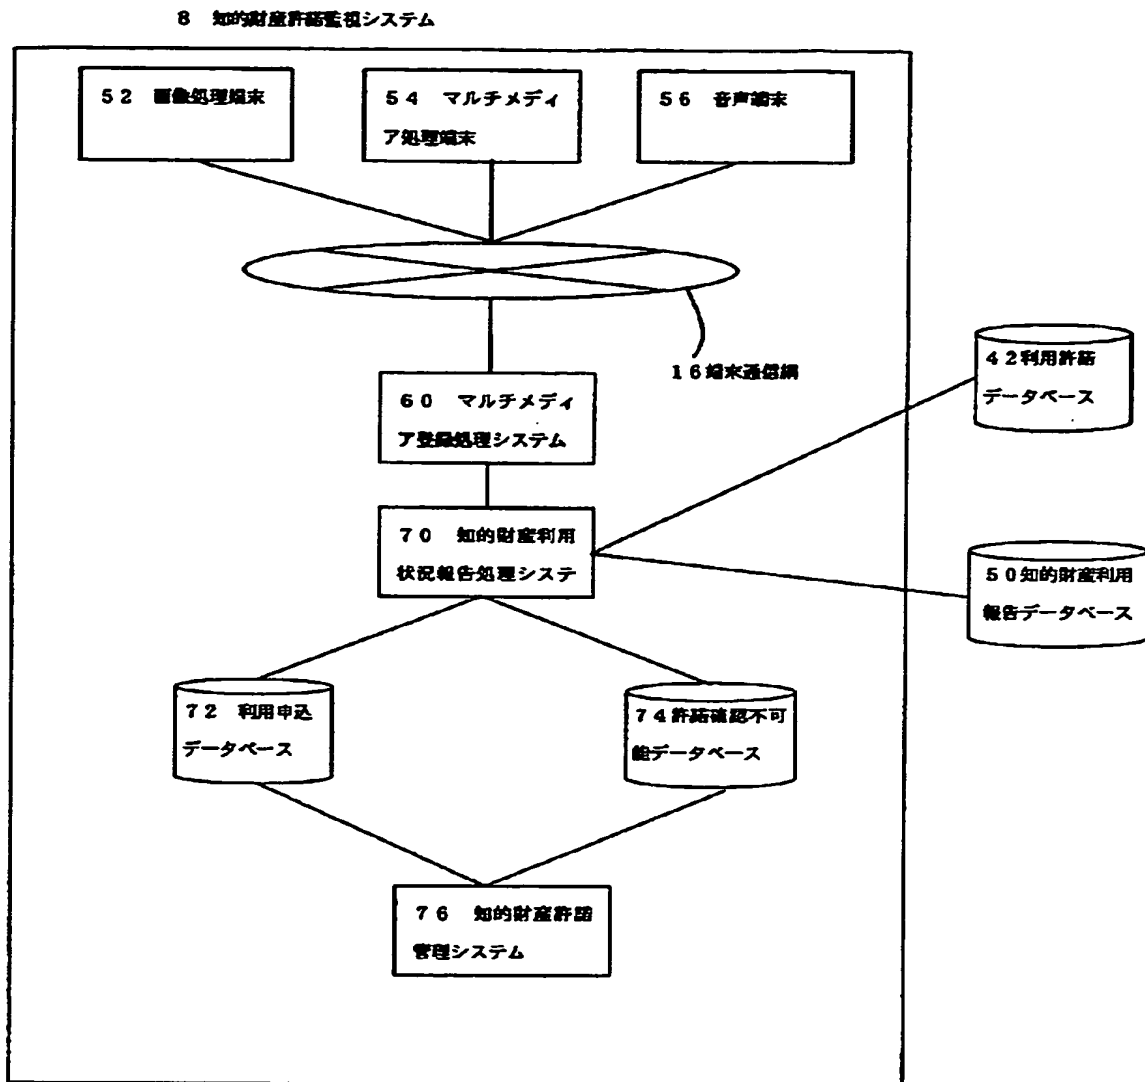 8 知的財産許諾監視システム
52 画像処理端末
54 マルチメディ
ア処理端末
56 音声端末
16端末通信網
60 マルチメディ
ア登録処理システム
42利用許諾
データベース
70 知的財産利用
状況報告処理システ
50知的財産利用
報告データベース
72 利用申込
データベース
74許諾確認不可
能データベース
76 知的財産許諾
管理システム